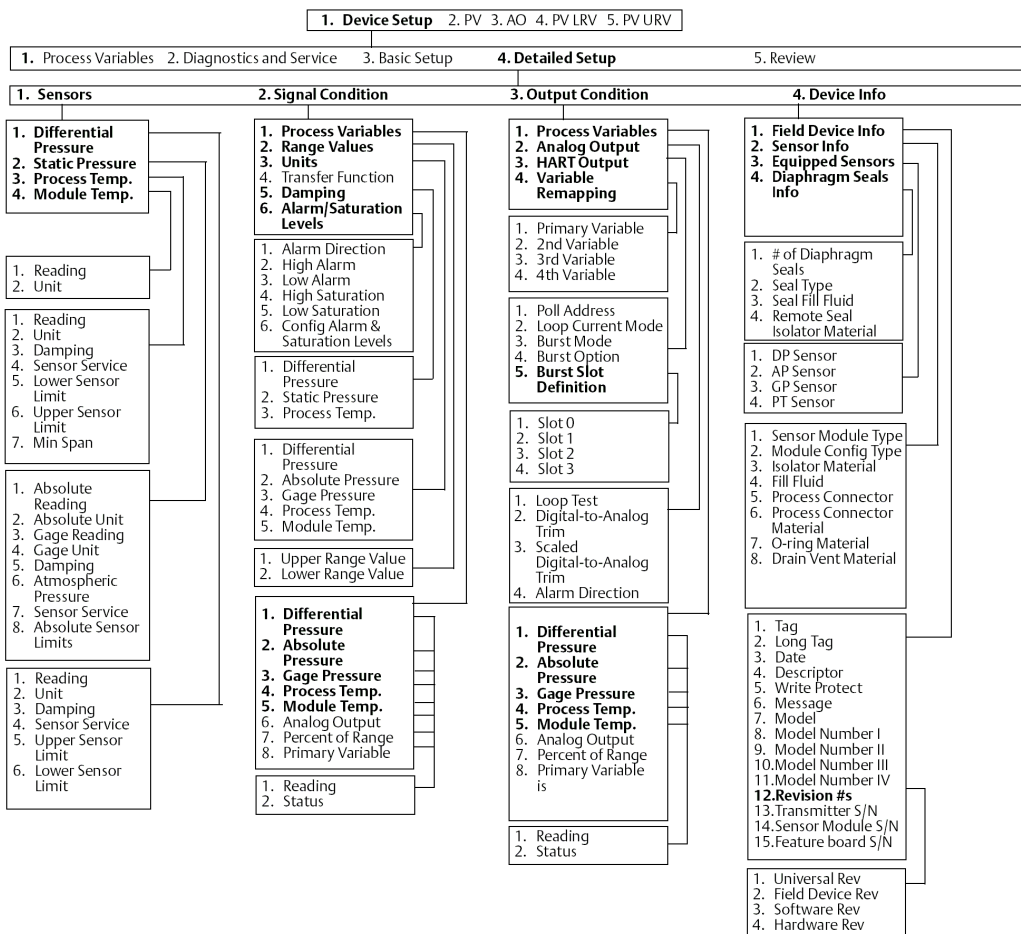 1. Device Setup 2. PV 3. AO 4. PV LRV 5. PV URV
1. Process Variables 2. Diagnostics and Service 3. Basic Setup 4. Detailed Setup 5. Review
1. Sensors 2. Signal Condition 3. Output Condition 4. Device Info
1. Differential
Pressure
2. Static Pressure
3. Process Temp.
4. Module Temp.
1. Reading
2. Unit
1. Reading
2. Unit
3. Damping
4. Sensor Service
5. Lower Sensor
Limit
6. Upper Sensor
Limit
7. Min Span
1. Absolute
Reading
2. Absolute Unit
3. Gage Reading
4. Gage Unit
5. Damping
6. Atmospheric
Pressure
7. Sensor Service
8. Absolute Sensor
Limits
1. Reading
2. Unit
3. Damping
4. Sensor Service
5. Upper Sensor
Limit
6. Lower Sensor
Limit
1. Process Variables
2. Range Values
3. Units
4. Transfer Function
5. Damping
6. Alarm/Saturation
Levels
1. Alarm Direction
2. High Alarm
3. Low Alarm
4. High Saturation
5. Low Saturation
6. Config Alarm &
Saturation Levels
1. Differential
Pressure
2. Static Pressure
3. Process Temp.
1. Differential
Pressure
2. Absolute Pressure
3. Gage Pressure
4. Process Temp.
5. Module Temp.
1. Upper Range Value
2. Lower Range Value
1. Differential
Pressure
2. Absolute
Pressure
3. Gage Pressure
4. Process Temp.
5. Module Temp.
6. Analog Output
7. Percent of Range
8. Primary Variable
1. Reading
2. Status
1. Process Variables
2. Analog Output
3. HART Output
4. Variable
Remapping
1. Primary Variable
2. 2nd Variable
3. 3rd Variable
4. 4th Variable
1. Poll Address
2. Loop Current Mode
3. Burst Mode
4. Burst Option
5. Burst Slot
Definition
1. Slot 0
2. Slot 1
3. Slot 2
4. Slot 3
1. Loop Test
2. Digital-to-Analog
Trim
3. Scaled
Digital-to-Analog
Trim
4. Alarm Direction
1. Differential
Pressure
2. Absolute
Pressure
3. Gage Pressure
4. Process Temp.
5. Module Temp.
6. Analog Output
7. Percent of Range
8. Primary Variable
is
1. Reading
2. Status
1. Field Device Info
2. Sensor Info
3. Equipped Sensors
4. Diaphragm Seals
Info
1. # of Diaphragm
Seals
2. Seal Type
3. Seal Fill Fluid
4. Remote Seal
Isolator Material
1. DP Sensor
2. AP Sensor
3. GP Sensor
4. PT Sensor
1. Sensor Module Type
2. Module Config Type
3. Isolator Material
4. Fill Fluid
5. Process Connector
6. Process Connector
Material
7. O-ring Material
8. Drain Vent Material
1. Tag
2. Long Tag
3. Date
4. Descriptor
5. Write Protect
6. Message
7. Model
8. Model Number I
9. Model Number II
10.Model Number III
11.Model Number IV
12.Revision #s
13.Transmitter S/N
14.Sensor Module S/N
15.Feature board S/N
1. Universal Rev
2. Field Device Rev
3. Software Rev
4. Hardware Rev